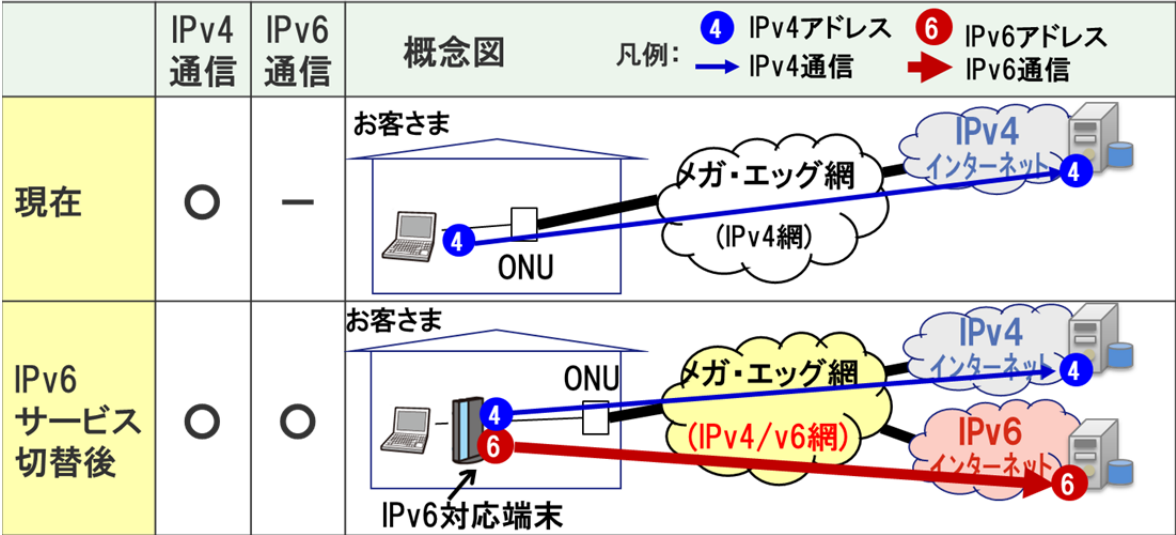 IPv4
通信
IPv6
通信
概念図
凡例:
4 IPv4アドレス
6 IPv6アドレス
IPv4通信
IPv6通信
現在
○
－
お客さま
4
ONU
メガ・エッグ網
(IPv4網)
IPv4
インターネット
4
IPv6
サービス
切替後
○
○
お客さま
4
6
ONU
IPv6対応端末
メガ・エッグ網
(IPv4/v6網)
IPv4
インターネット
4
IPv6
インターネット
6